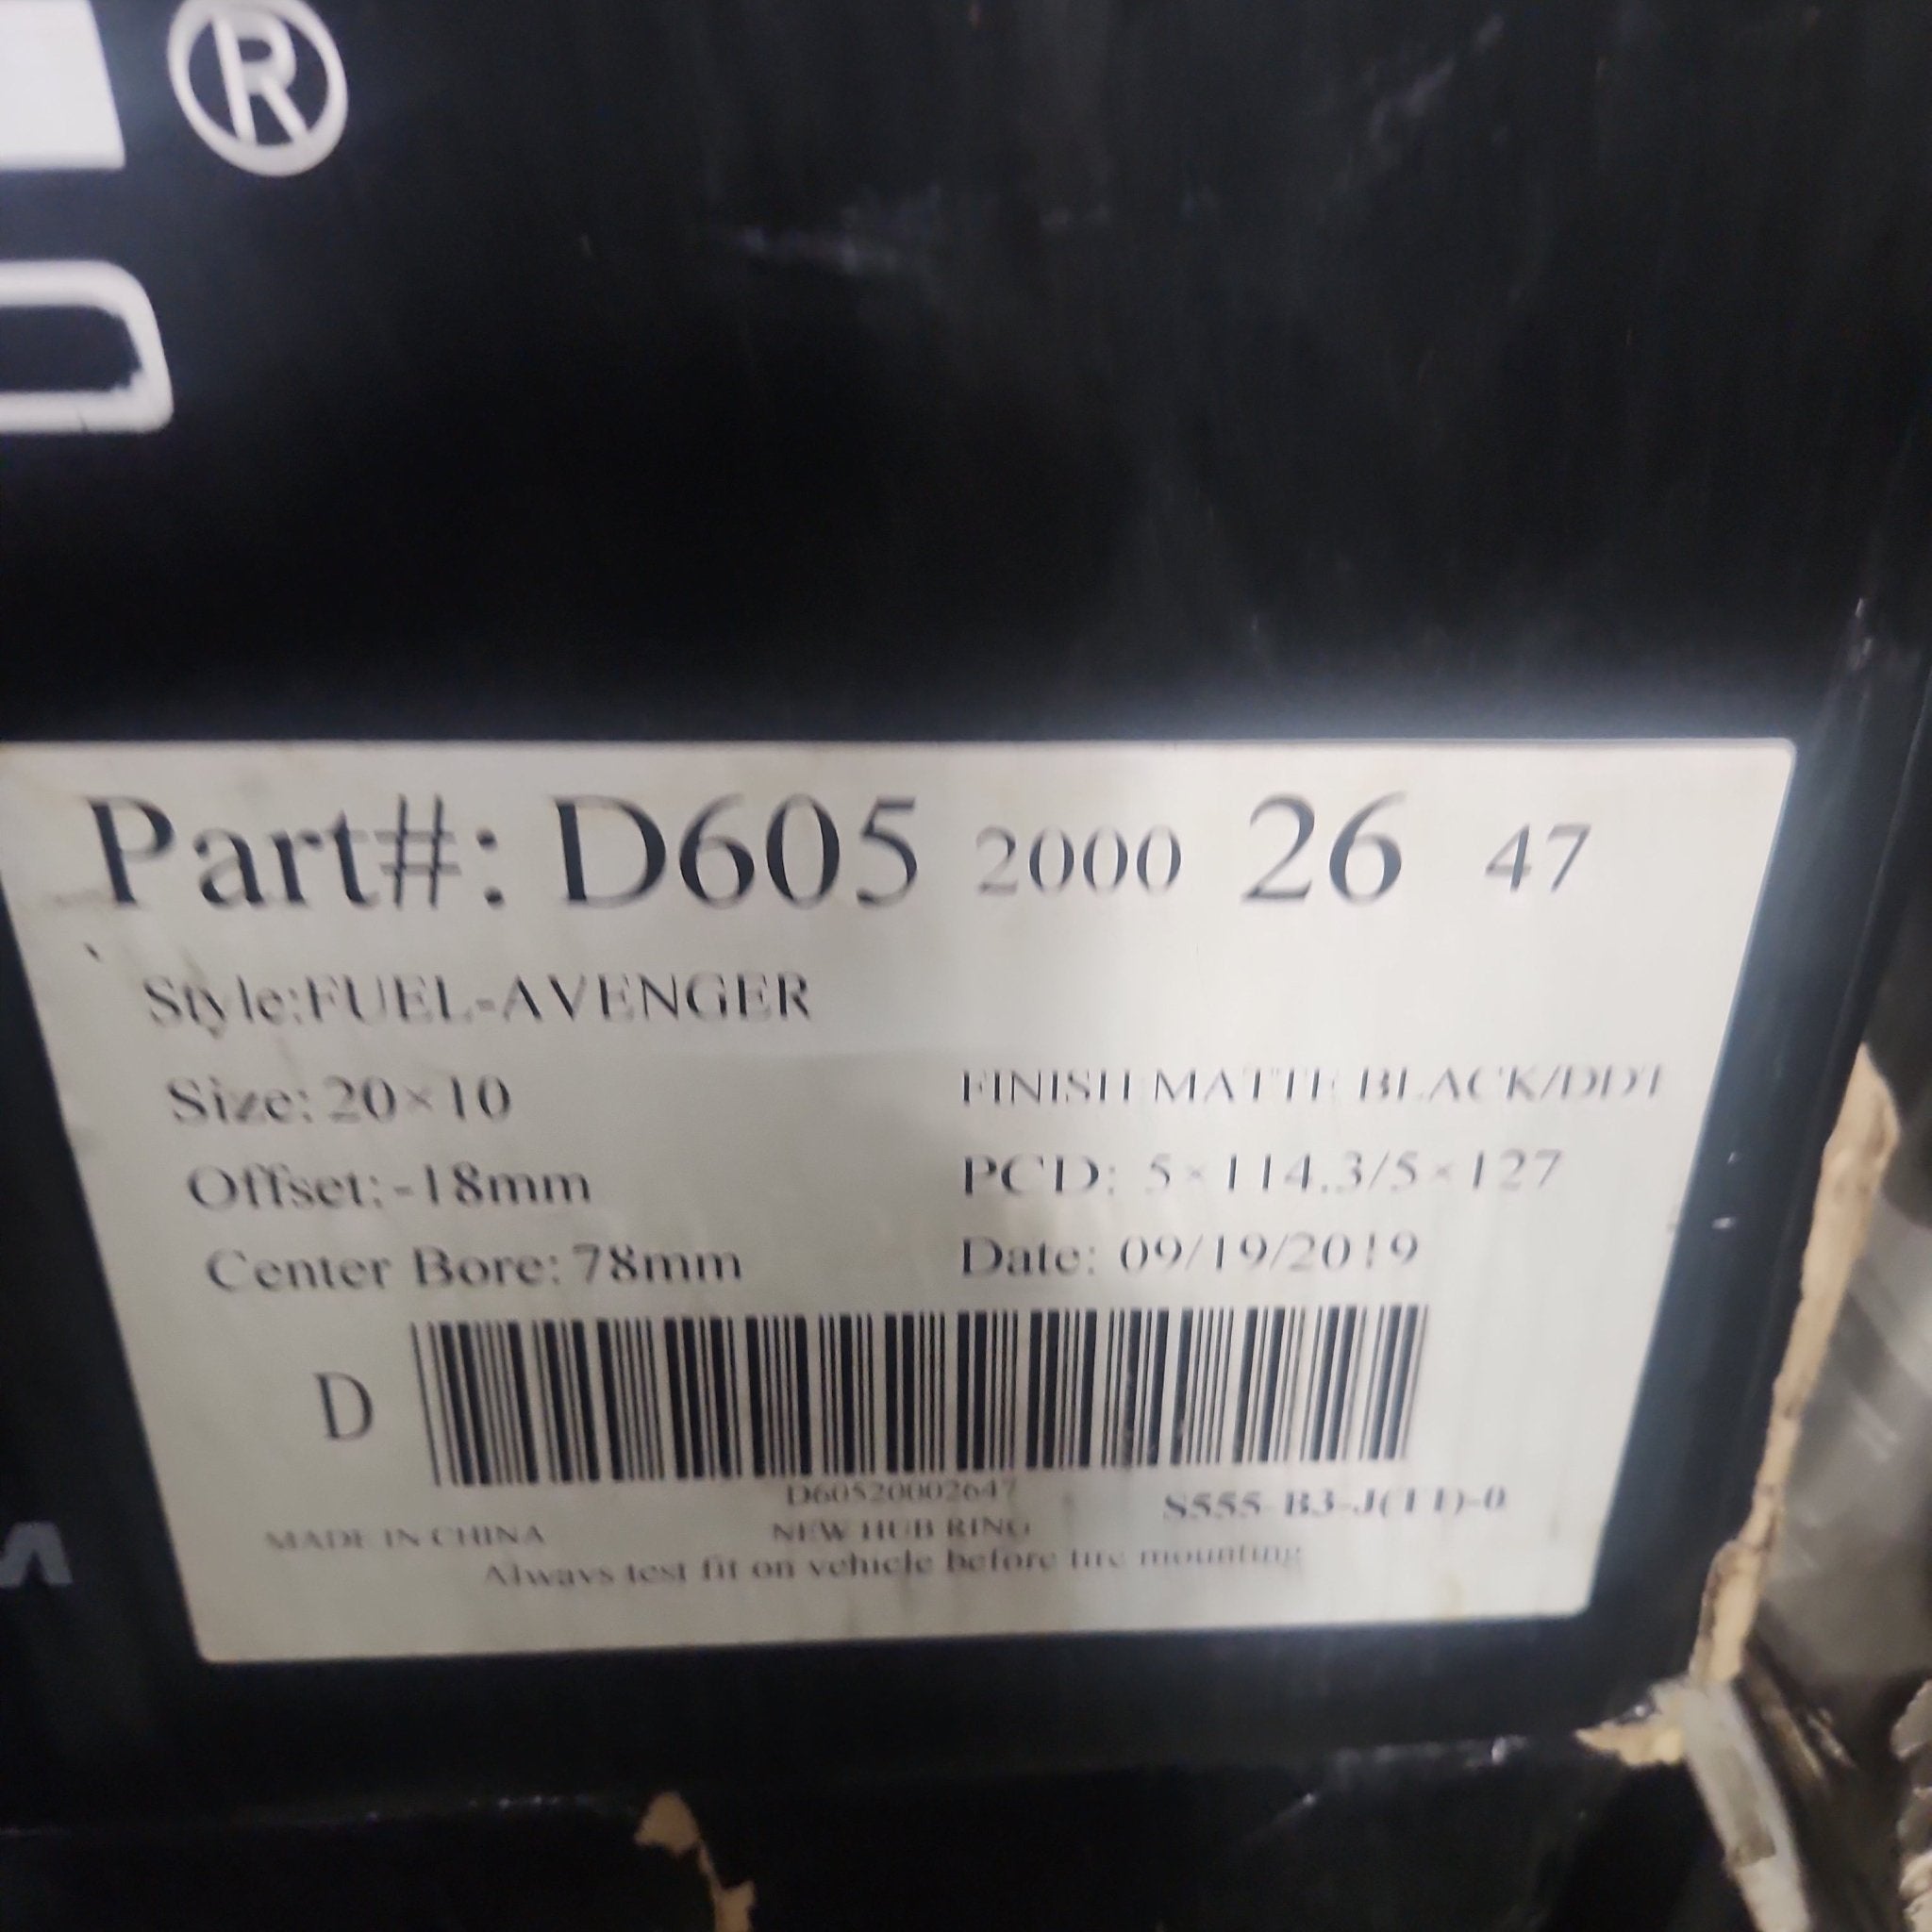 ®
Part#: D605 2000 26 47
Style:FUEL-AVENGER
Size: 20×10
FINISH MATTE BLACK/DDT
Offset: -18mm
PCD: 5×114.3/5×127
Center Bore: 78mm
Date: 09/19/2019
D
D60520002647
S555-B3-J(TT)-0
MADE IN CHINA
NEW HUB RING
Always test fit on vehicle before tire mounting